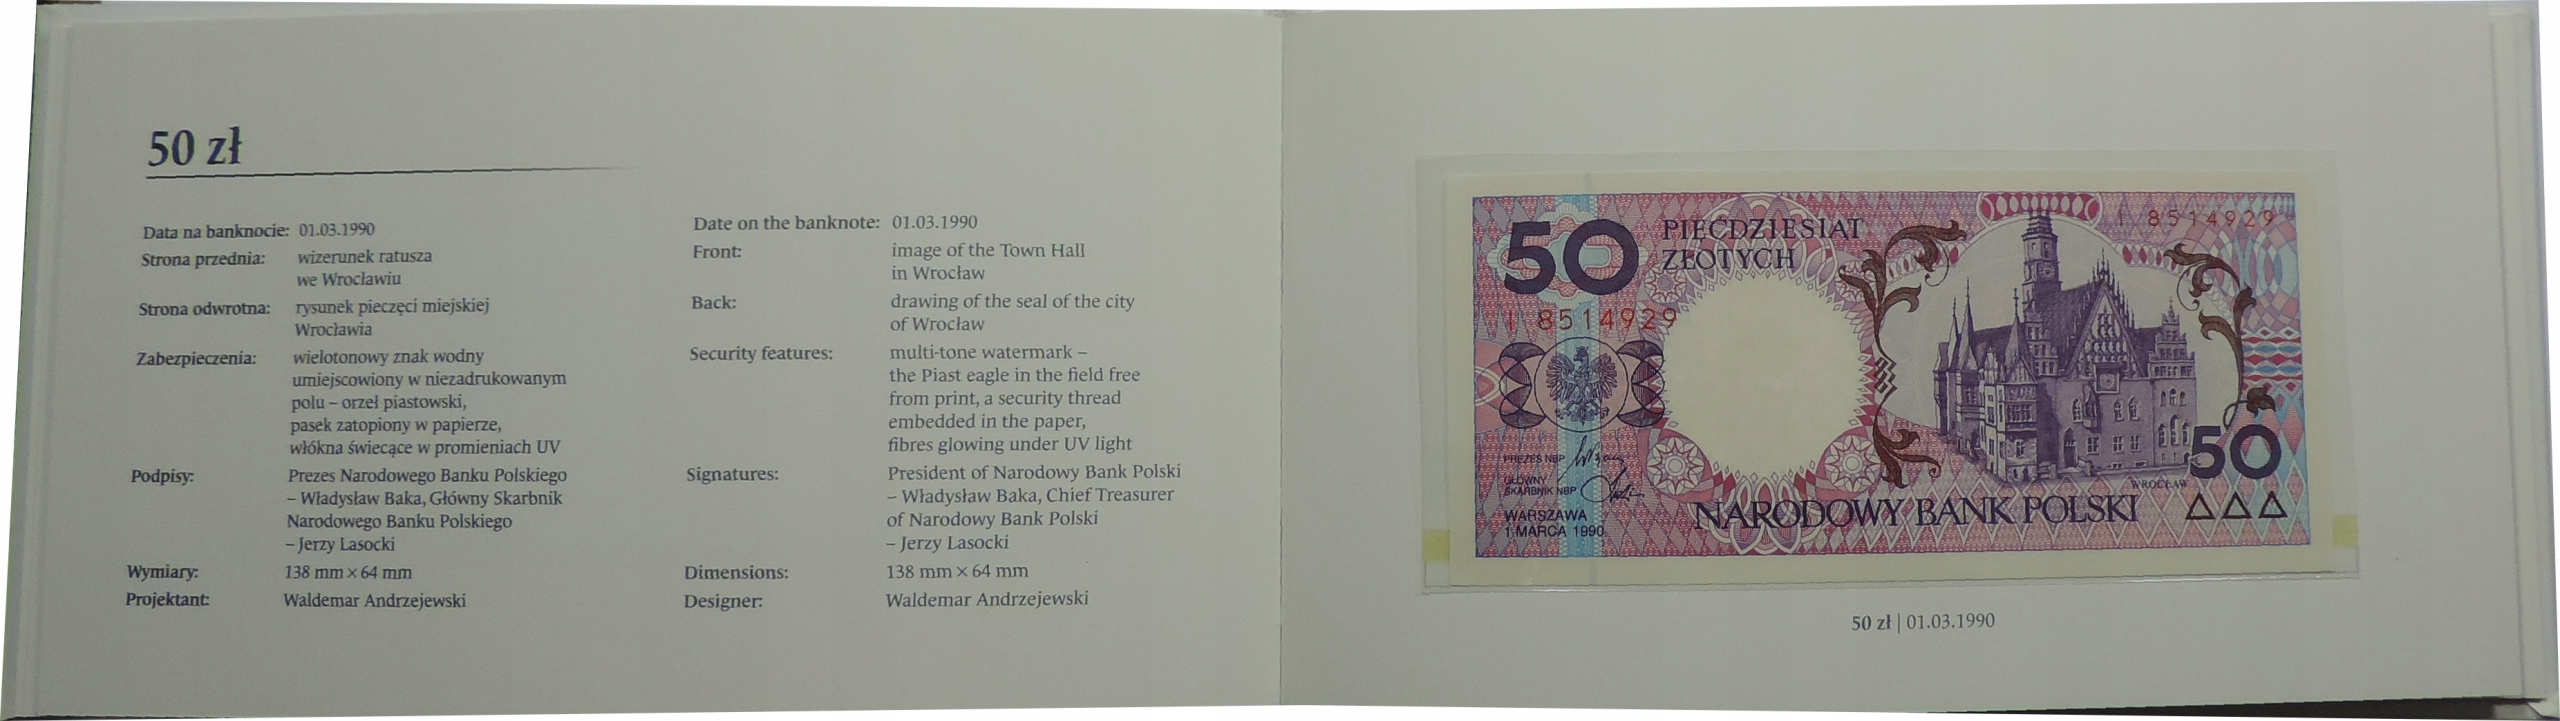 50 zł
Data na banknocie: 01.03.1990
Strona przednia: wizerunek ratusza
we Wrocławiu
Strona odwrotna: rysunek pieczęci miejskiej
Wrocławia
Zabezpieczenia: wielotonowy znak wodny
umiejscowiony w niezadrukowanym
polu – orzeł piastowski,
pasek zatopiony w papierze,
włókna świecące w promieniach UV
Podpisy: Prezes Narodowego Banku Polskiego
– Władysław Baka, Główny Skarbnik
Narodowego Banku Polskiego
– Jerzy Lasocki
Wymiary: 138 mm × 64 mm
Projektant: Waldemar Andrzejewski
Date on the banknote: 01.03.1990
Front: image of the Town Hall
in Wrocław
Back: drawing of the seal of the city
of Wrocław
Security features: multi-tone watermark –
the Piast eagle in the field free
from print, a security thread
embedded in the paper,
fibres glowing under UV light
Signatures: President of Narodowy Bank Polski
– Władysław Baka, Chief Treasurer
of Narodowy Bank Polski
– Jerzy Lasocki
Dimensions: 138 mm × 64 mm
Designer: Waldemar Andrzejewski
50 PIĘĆDZIESIĄT
ZŁOTYCH
I 8514929
I 8514929
PREZES NBP
GŁÓWNY
SKARBNIK NBP
WARSZAWA
1 MARCA 1990
WROCŁAW
50
NARODOWY BANK POLSKI
50 zł | 01.03.1990